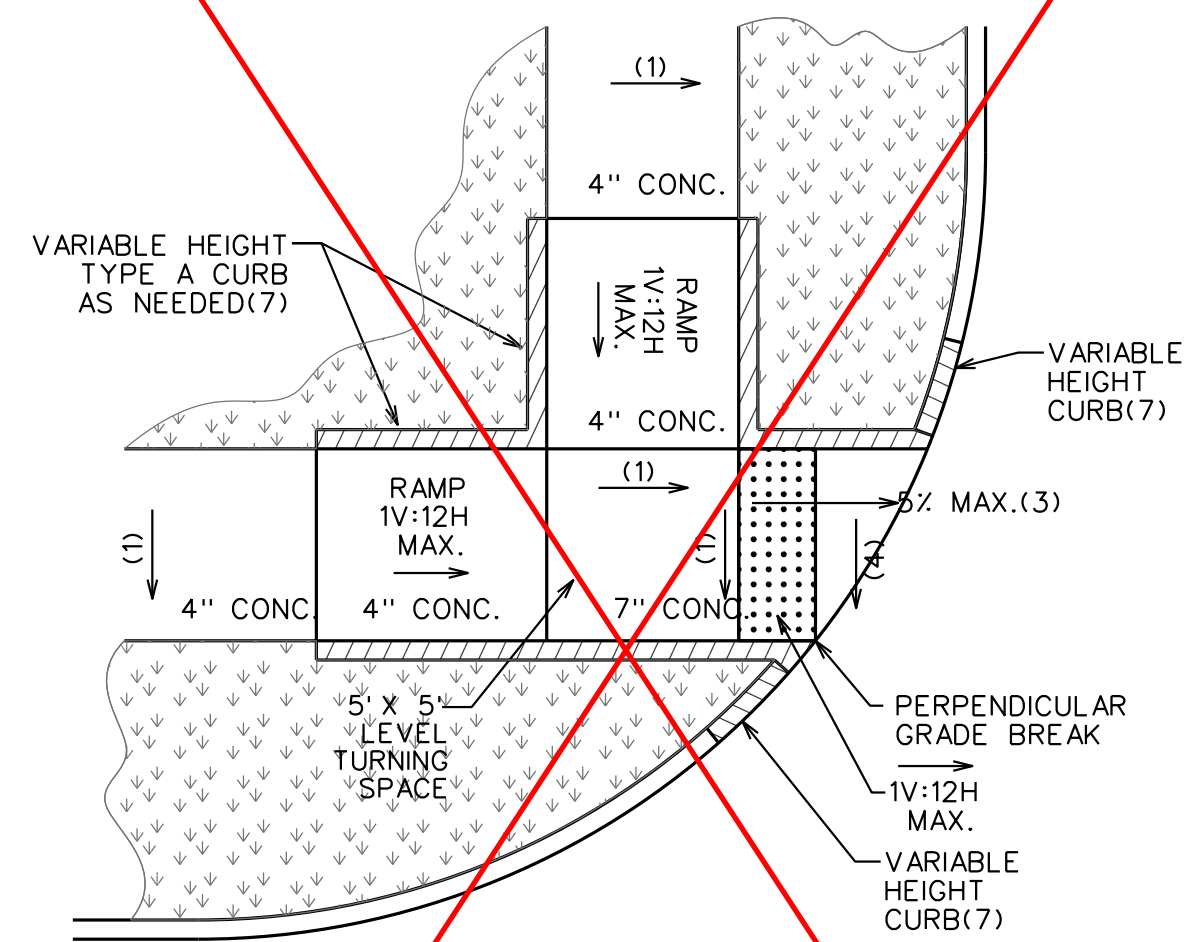 (1)
4" CONC.
VARIABLE HEIGHT
TYPE A CURB
AS NEEDED(7)
RAMP
1V:12H
MAX.
4" CONC.
VARIABLE
HEIGHT
CURB(7)
(1)
RAMP
1V:12H
MAX.
5% MAX.(3)
(1)
(1)
(4)
4" CONC.
4" CONC.
7" CONC.
5' X 5'
LEVEL
TURNING
SPACE
PERPENDICULAR
GRADE BREAK
1V:12H
MAX.
VARIABLE
HEIGHT
CURB(7)